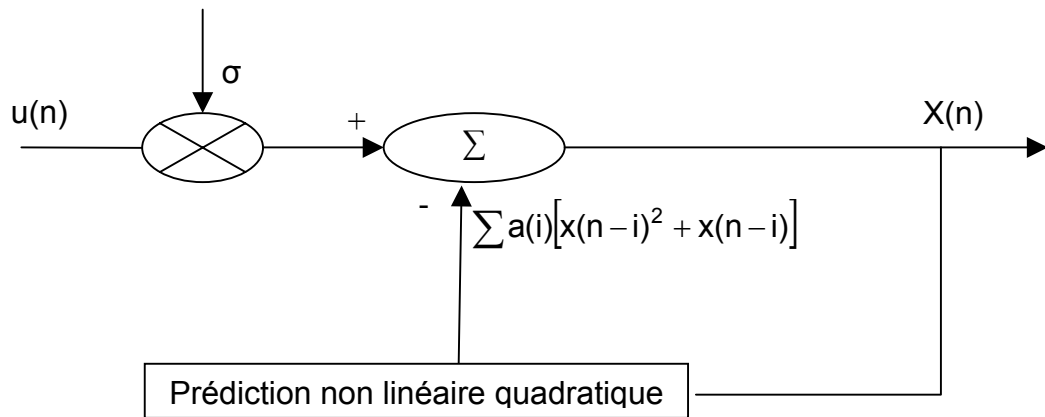 σ
u(n)
X(n)
+
∑
-
∑a(i)[x(n−i)² + x(n−i)]
Prédiction non linéaire quadratique